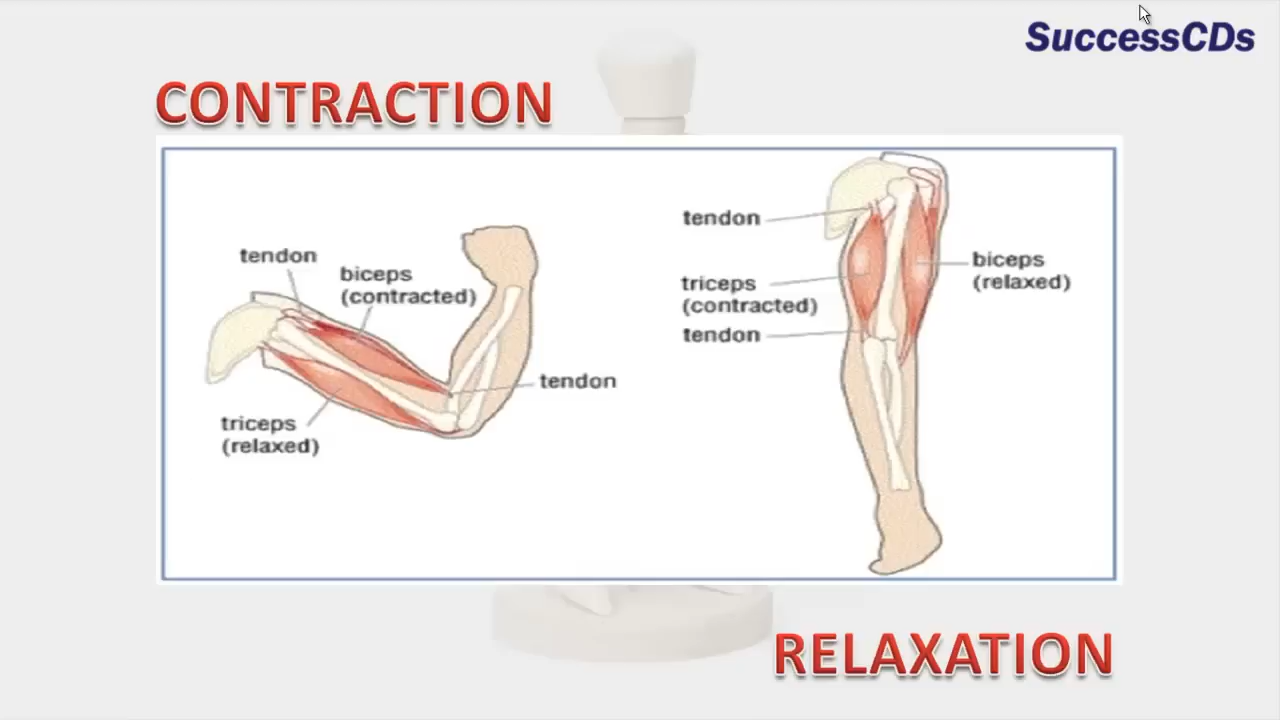 SuccessCDs
CONTRACTION
tendon
biceps
(contracted)
tendon
triceps
(relaxed)
tendon
triceps
(contracted)
tendon
biceps
(relaxed)
RELAXATION